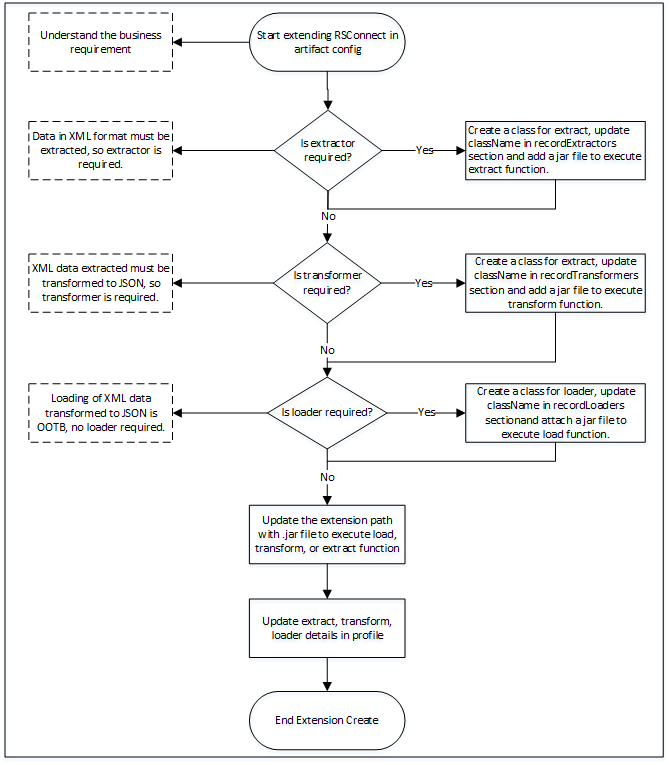 Understand the business
requirement
Start extending RSConnect in
artifact config
Data in XML format must be
extracted, so extractor is
required.
Is extractor
required?
Yes
Create a class for extract, update
className in recordExtractors
section and add a jar file to execute
extract function.
No
XML data extracted must be
transformed to JSON, so
transformer is required.
Is transformer
required?
Yes
Create a class for extract, update
className in recordTransformers
section and add a jar file to execute
transform function.
No
Loading of XML data
transformed to JSON is
OOTB, no loader required.
Is loader required?
Yes
Create a class for loader, update
className in recordLoaders
sectionand attach a jar file to
execute load function.
No
Update the extension path
with .jar file to execute load,
transform, or extract function
Update extract, transform,
loader details in profile
End Extension Create